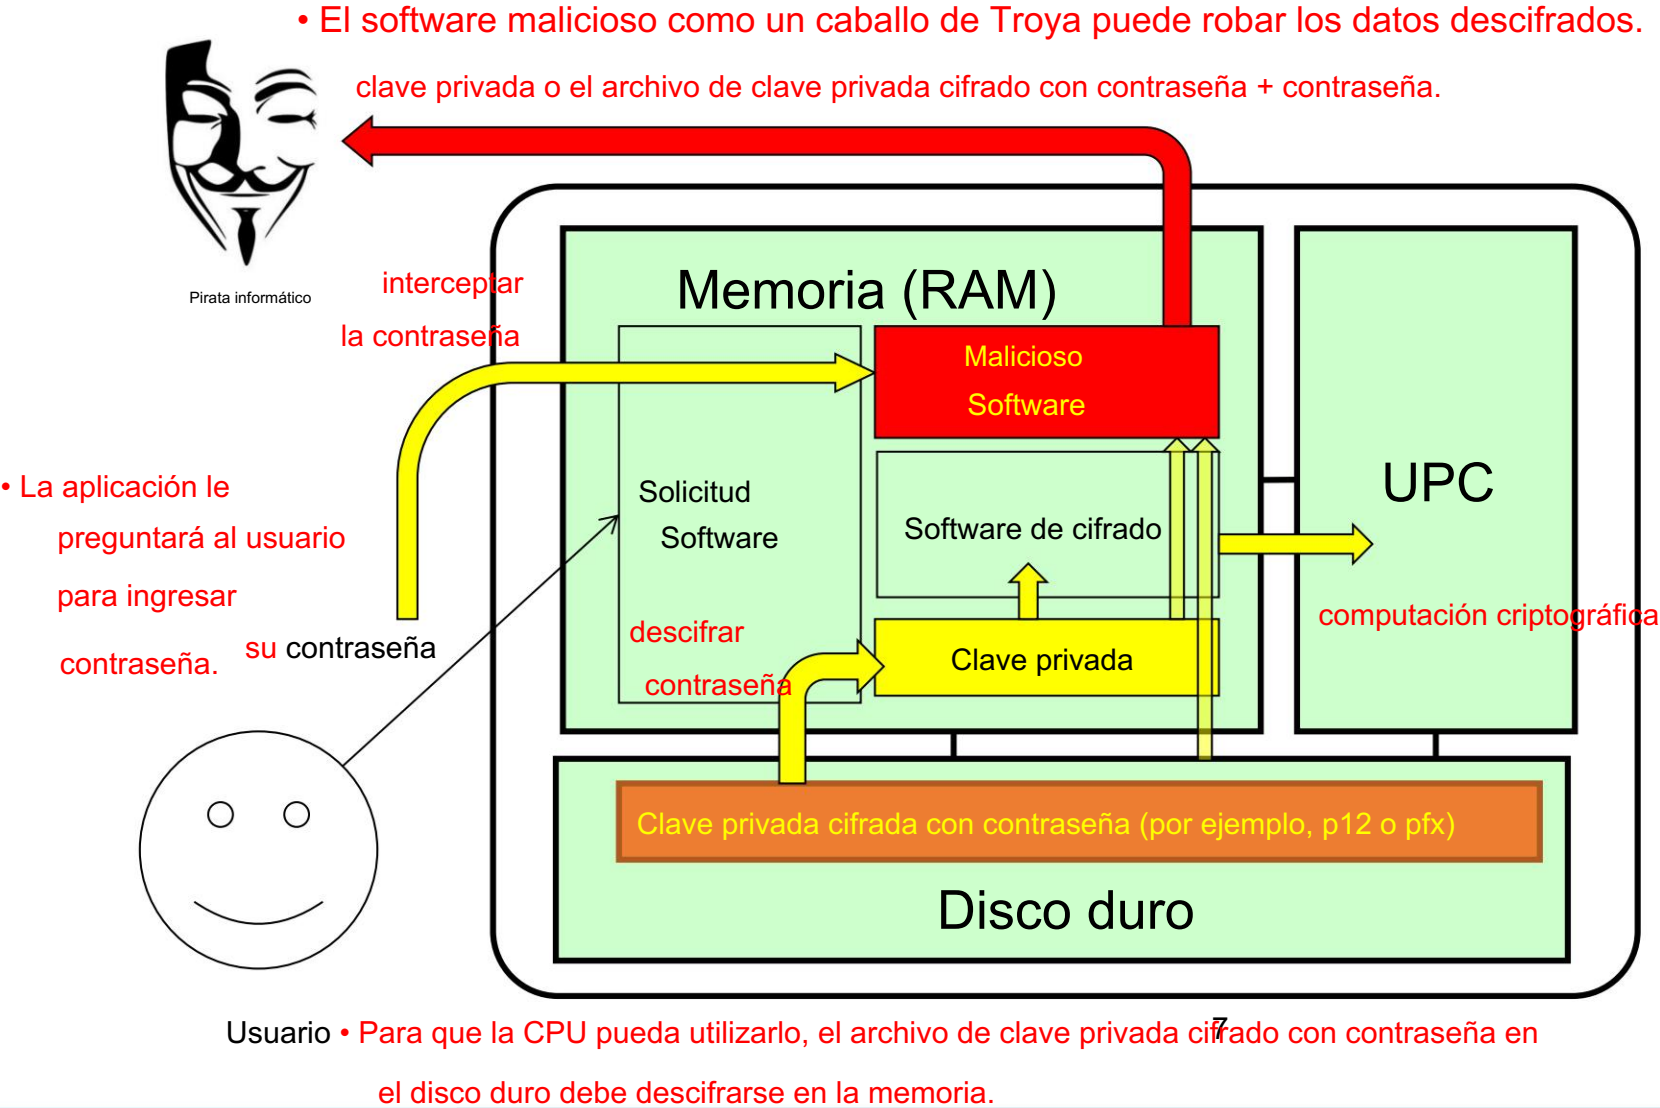 • El software malicioso como un caballo de Troya puede robar los datos descifrados.
clave privada o el archivo de clave privada cifrado con contraseña + contraseña.
Pirata informático
interceptar
la contraseña
Memoria (RAM)
Malicioso
Software
• La aplicación le
preguntará al usuario
para ingresar
contraseña.
su contraseña
Solicitud
Software
Software de cifrado
UPC
computación criptográfica
descifrar
contraseña
Clave privada
Clave privada cifrada con contraseña (por ejemplo, p12 o pfx)
Disco duro
Usuario • Para que la CPU pueda utilizarlo, el archivo de clave privada cifrado con contraseña en
7
el disco duro debe descifrarse en la memoria.